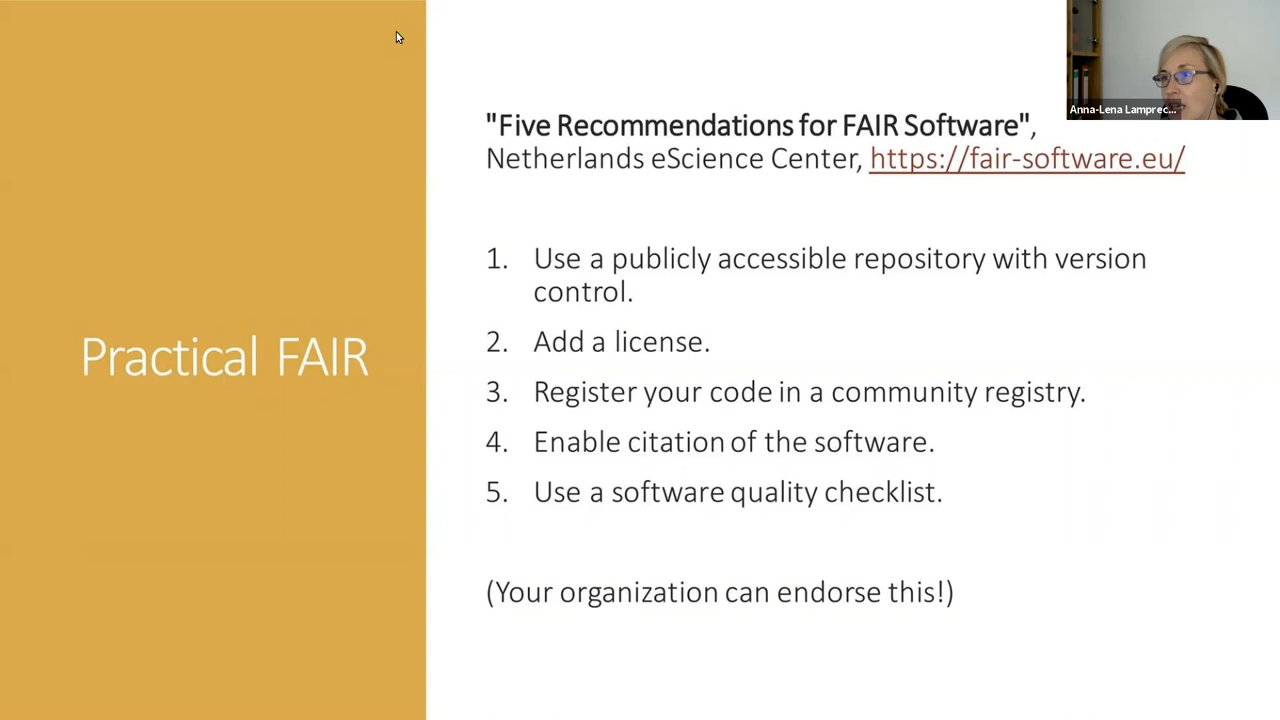 Anna-Lena Lamprec...
"Five Recommendations for FAIR Software",
Netherlands eScience Center, https://fair-software.eu/
1. Use a publicly accessible repository with version
control.
2. Add a license.
3. Register your code in a community registry.
4. Enable citation of the software.
5. Use a software quality checklist.
(Your organization can endorse this!)
Practical FAIR